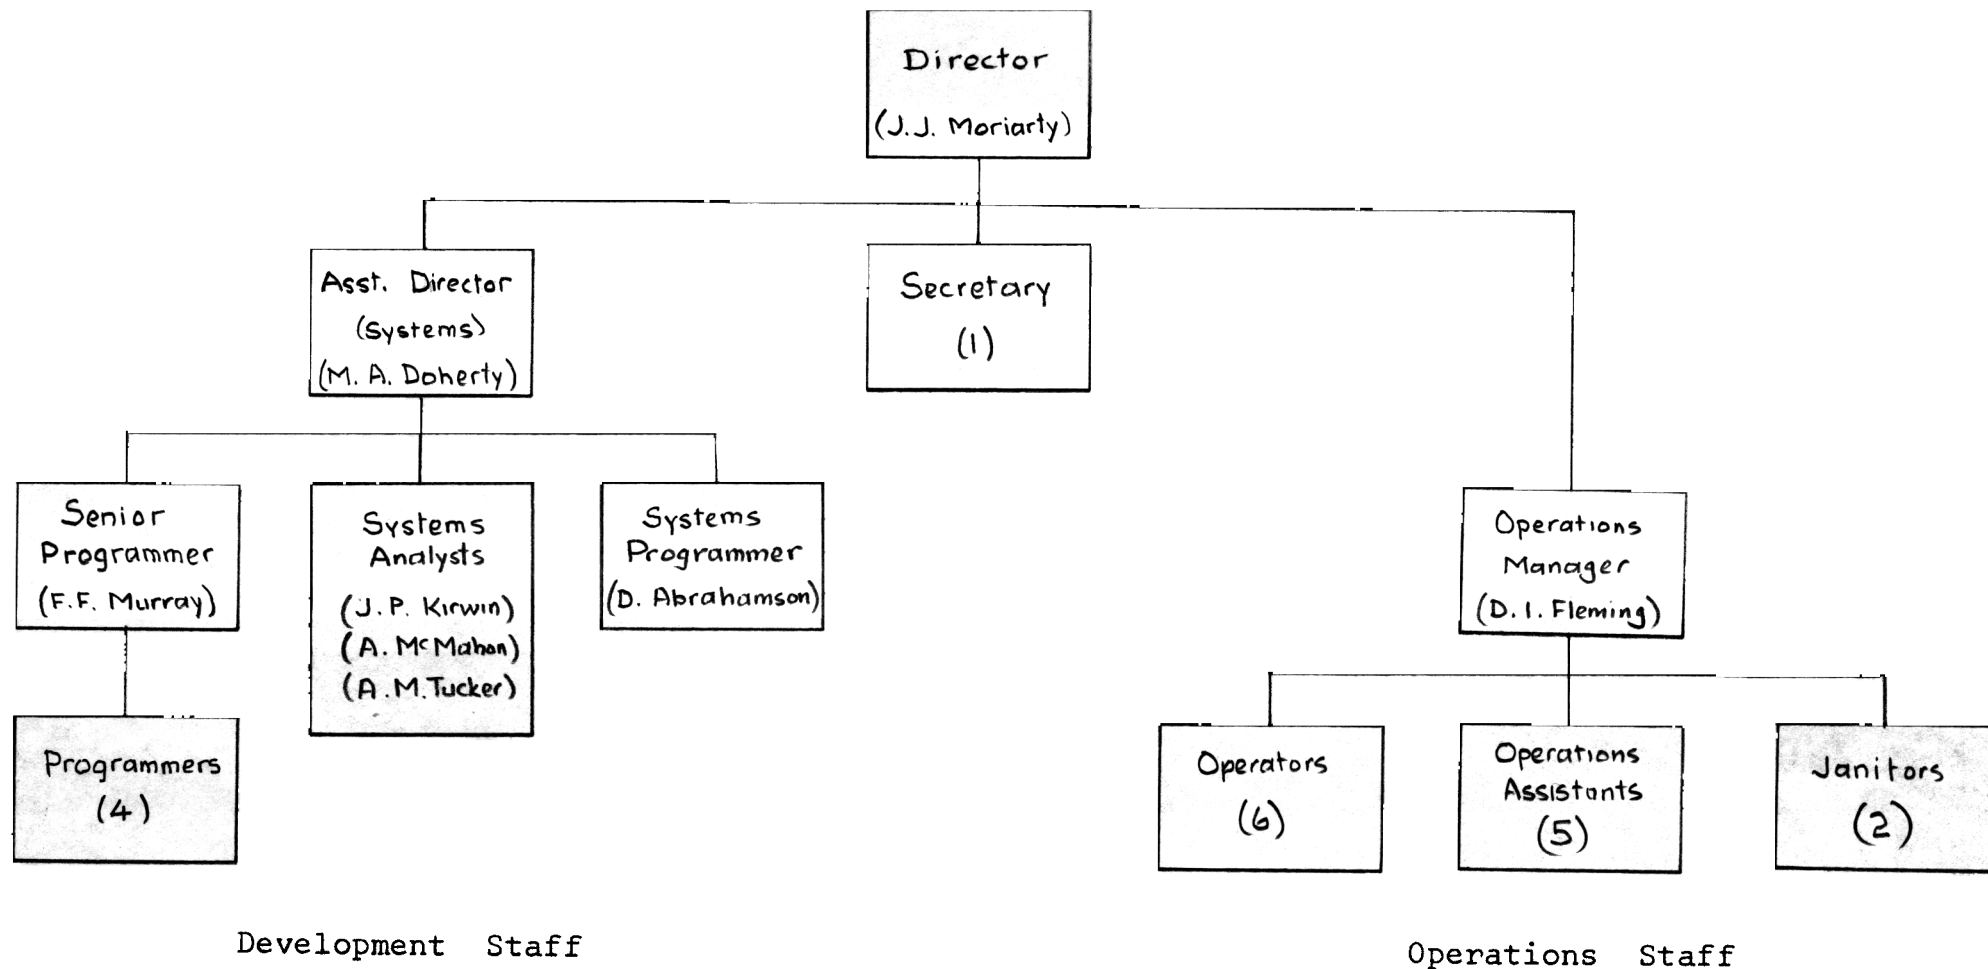 Director
(J.J. Moriarty)
Asst. Director
(Systems)
(M. A. Doherty)
Secretary
(1)
Senior
Programmer
(F.F. Murray)
Systems
Analysts
(J. P. Kirwin)
(A. McMahon)
(A. M. Tucker)
Systems
Programmer
(D. Abrahamson)
Operations
Manager
(D. I. Fleming)
Programmers
(4)
Operators
(6)
Operations
Assistants
(5)
Janitors
(2)
Development Staff
Operations Staff